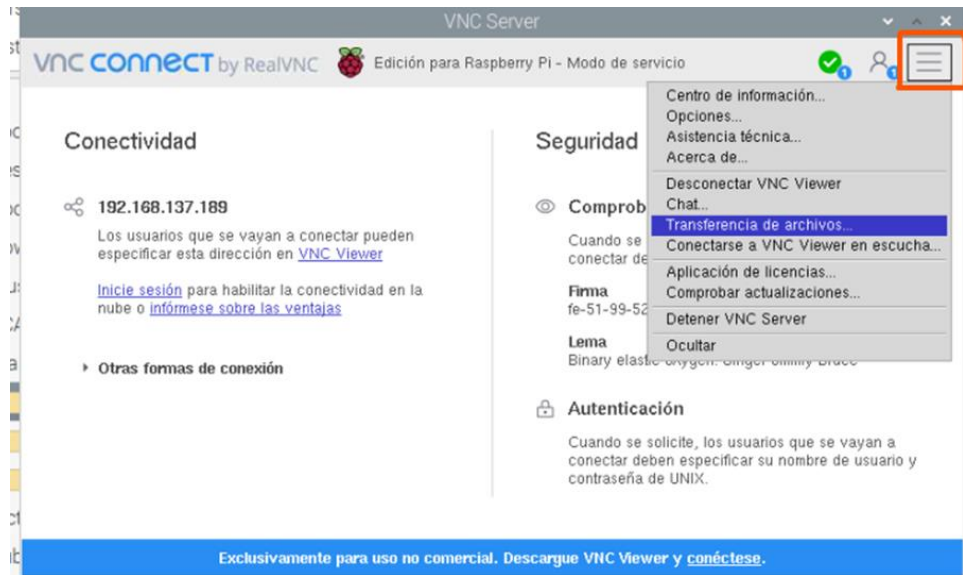 VNC Server
VNC CONNECT by RealVNC
Edición para Raspberry Pi - Modo de servicio
1
1
Centro de información...
Opciones...
Asistencia técnica...
Acerca de...
Desconectar VNC Viewer
Chat...
Transferencia de archivos...
Conectarse a VNC Viewer en escucha...
Aplicación de licencias...
Comprobar actualizaciones...
Detener VNC Server
Ocultar
Conectividad
192.168.137.189
Los usuarios que se vayan a conectar pueden
especificar esta dirección en VNC Viewer
Inicie sesión para habilitar la conectividad en la
nube o infórmese sobre las ventajas
Otras formas de conexión
Seguridad
Comprob
Cuando se
conectar de
Firma
fe-51-99-52
Lema
Binary elastic oxygen. Ginger
Bruce
Autenticación
Cuando se solicite, los usuarios que se vayan a
conectar deben especificar su nombre de usuario y
contraseña de UNIX.
Exclusivamente para uso no comercial. Descargue VNC Viewer y conéctese.